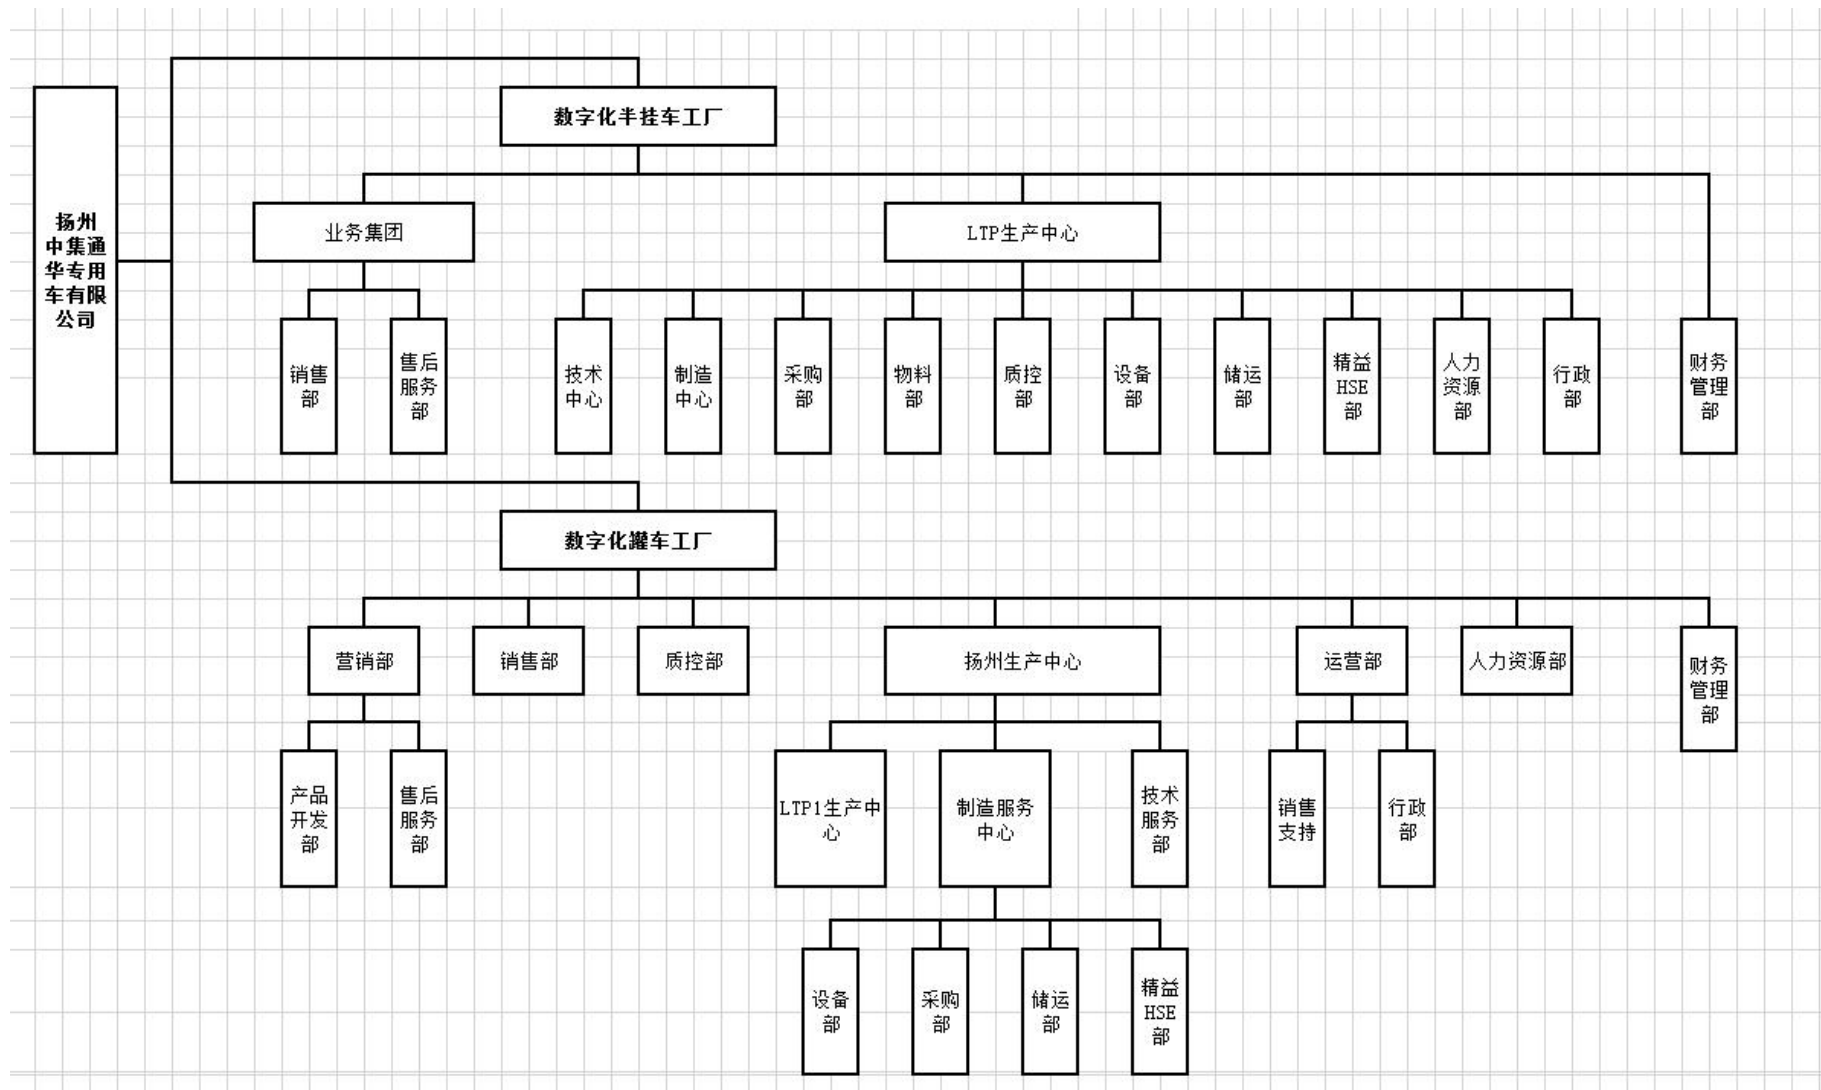 数字化半挂车工厂
扬州
中集通
华专用
车有限
公司
业务集团
LTP生产中心
销售
部
售后
服务
部
技术
中心
制造
中心
采购
部
物料
部
质控
部
设备
部
储运
部
精益
HSE
部
人力
资源
部
行政
部
财务
管理
部
数字化罐车工厂
营销部
销售部
质控部
扬州生产中心
运营部
人力资源部
财务
管理
部
产品
开发
部
售后
服务
部
LTP1生产中
心
制造服务
中心
技术
服务
部
销售
支持
行政
部
设备
部
采购
部
储运
部
精益
HSE
部